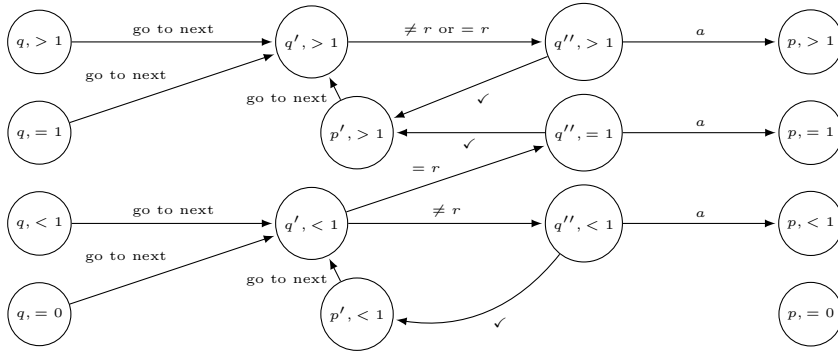 q, > 1
go to next
q′, > 1
≠ r or = r
q′′, > 1
a
p, > 1
go to next
go to next
✓
q, = 1
p′, > 1
✓
q′′, = 1
a
p, = 1
= r
q, < 1
go to next
q′, < 1
≠ r
q′′, < 1
a
p, < 1
go to next
go to next
q, = 0
p′, < 1
✓
p, = 0